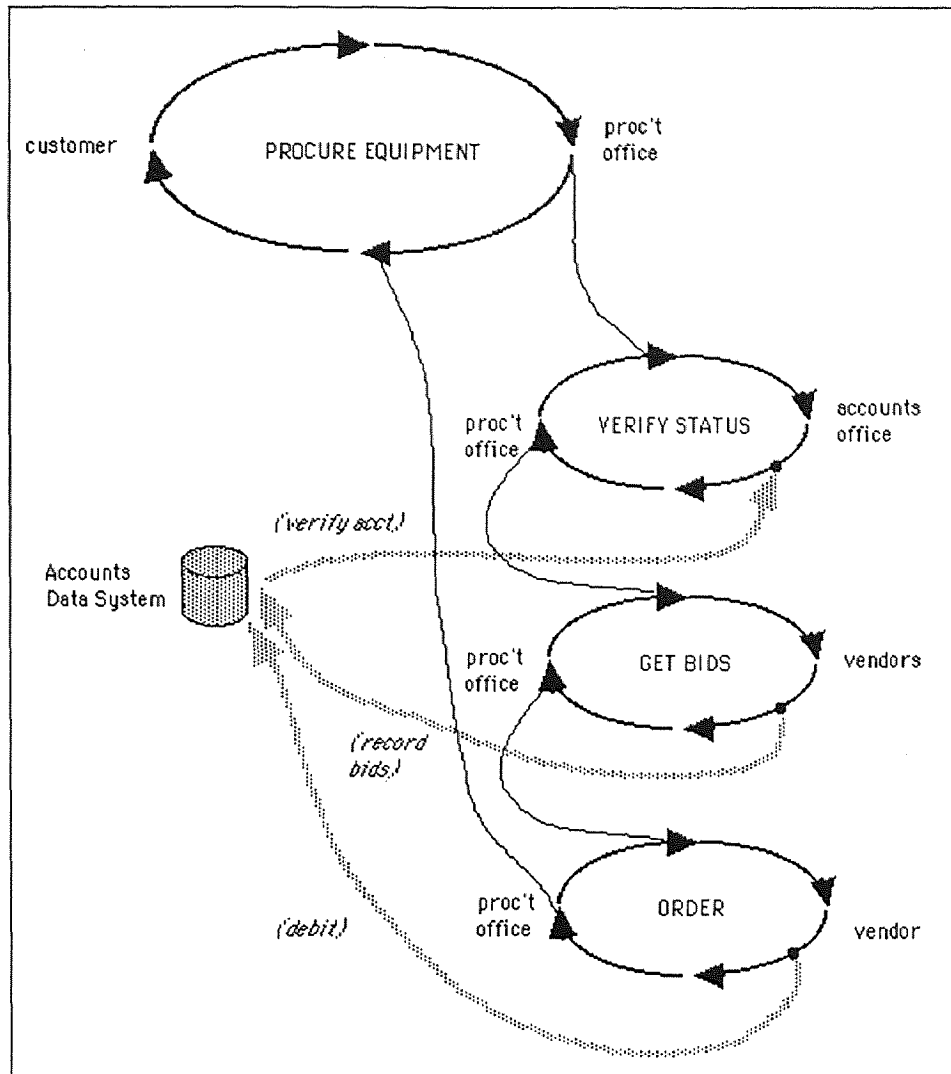 customer
PROCURE EQUIPMENT
proc't
office
VERIFY STATUS
proc't
office
accounts
office
(verify acct.)
Accounts
Data System
GET BIDS
proc't
office
vendors
(record
bids)
ORDER
proc't
office
vendor
(debit)